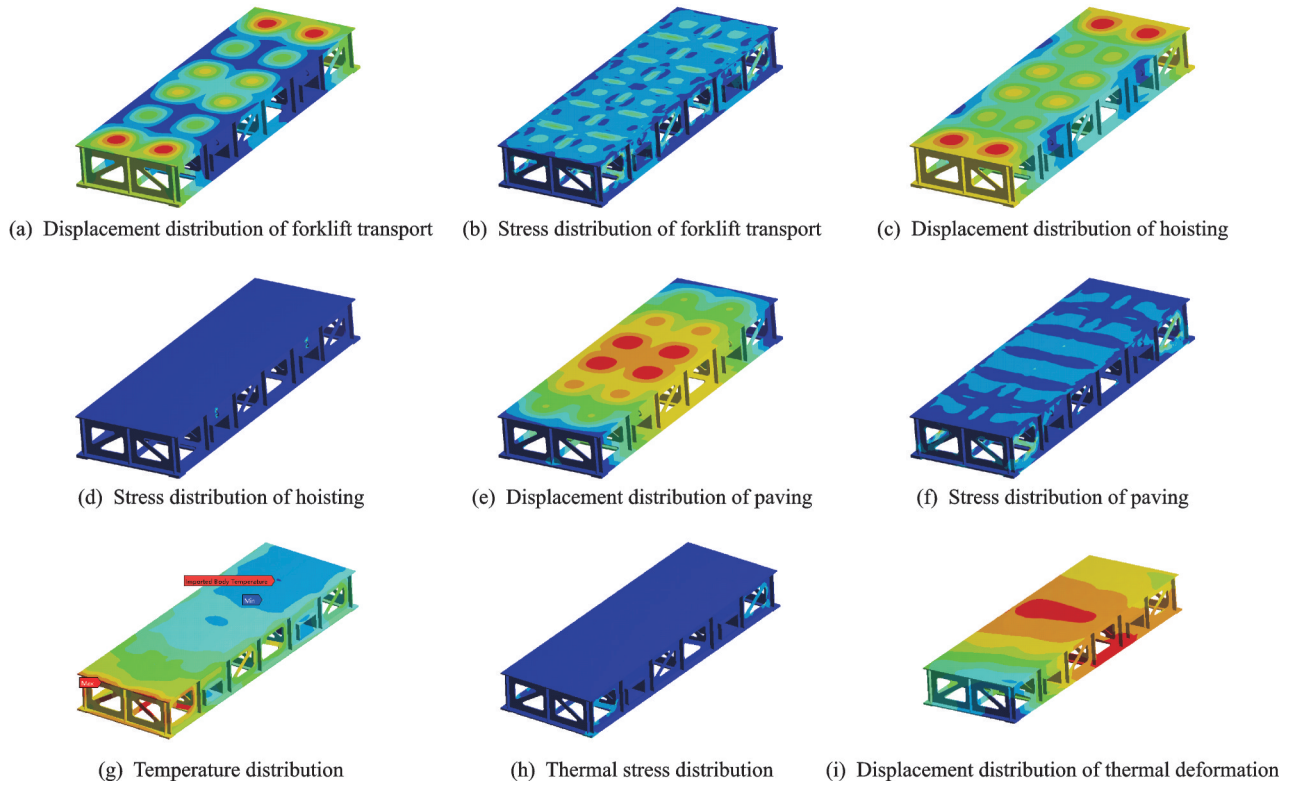 (a) Displacement distribution of forklift transport
(b) Stress distribution of forklift transport
(c) Displacement distribution of hoisting
(d) Stress distribution of hoisting
(e) Displacement distribution of paving
(f) Stress distribution of paving
Imported Body Temperature
Min
Max
(g) Temperature distribution
(h) Thermal stress distribution
(i) Displacement distribution of thermal deformation